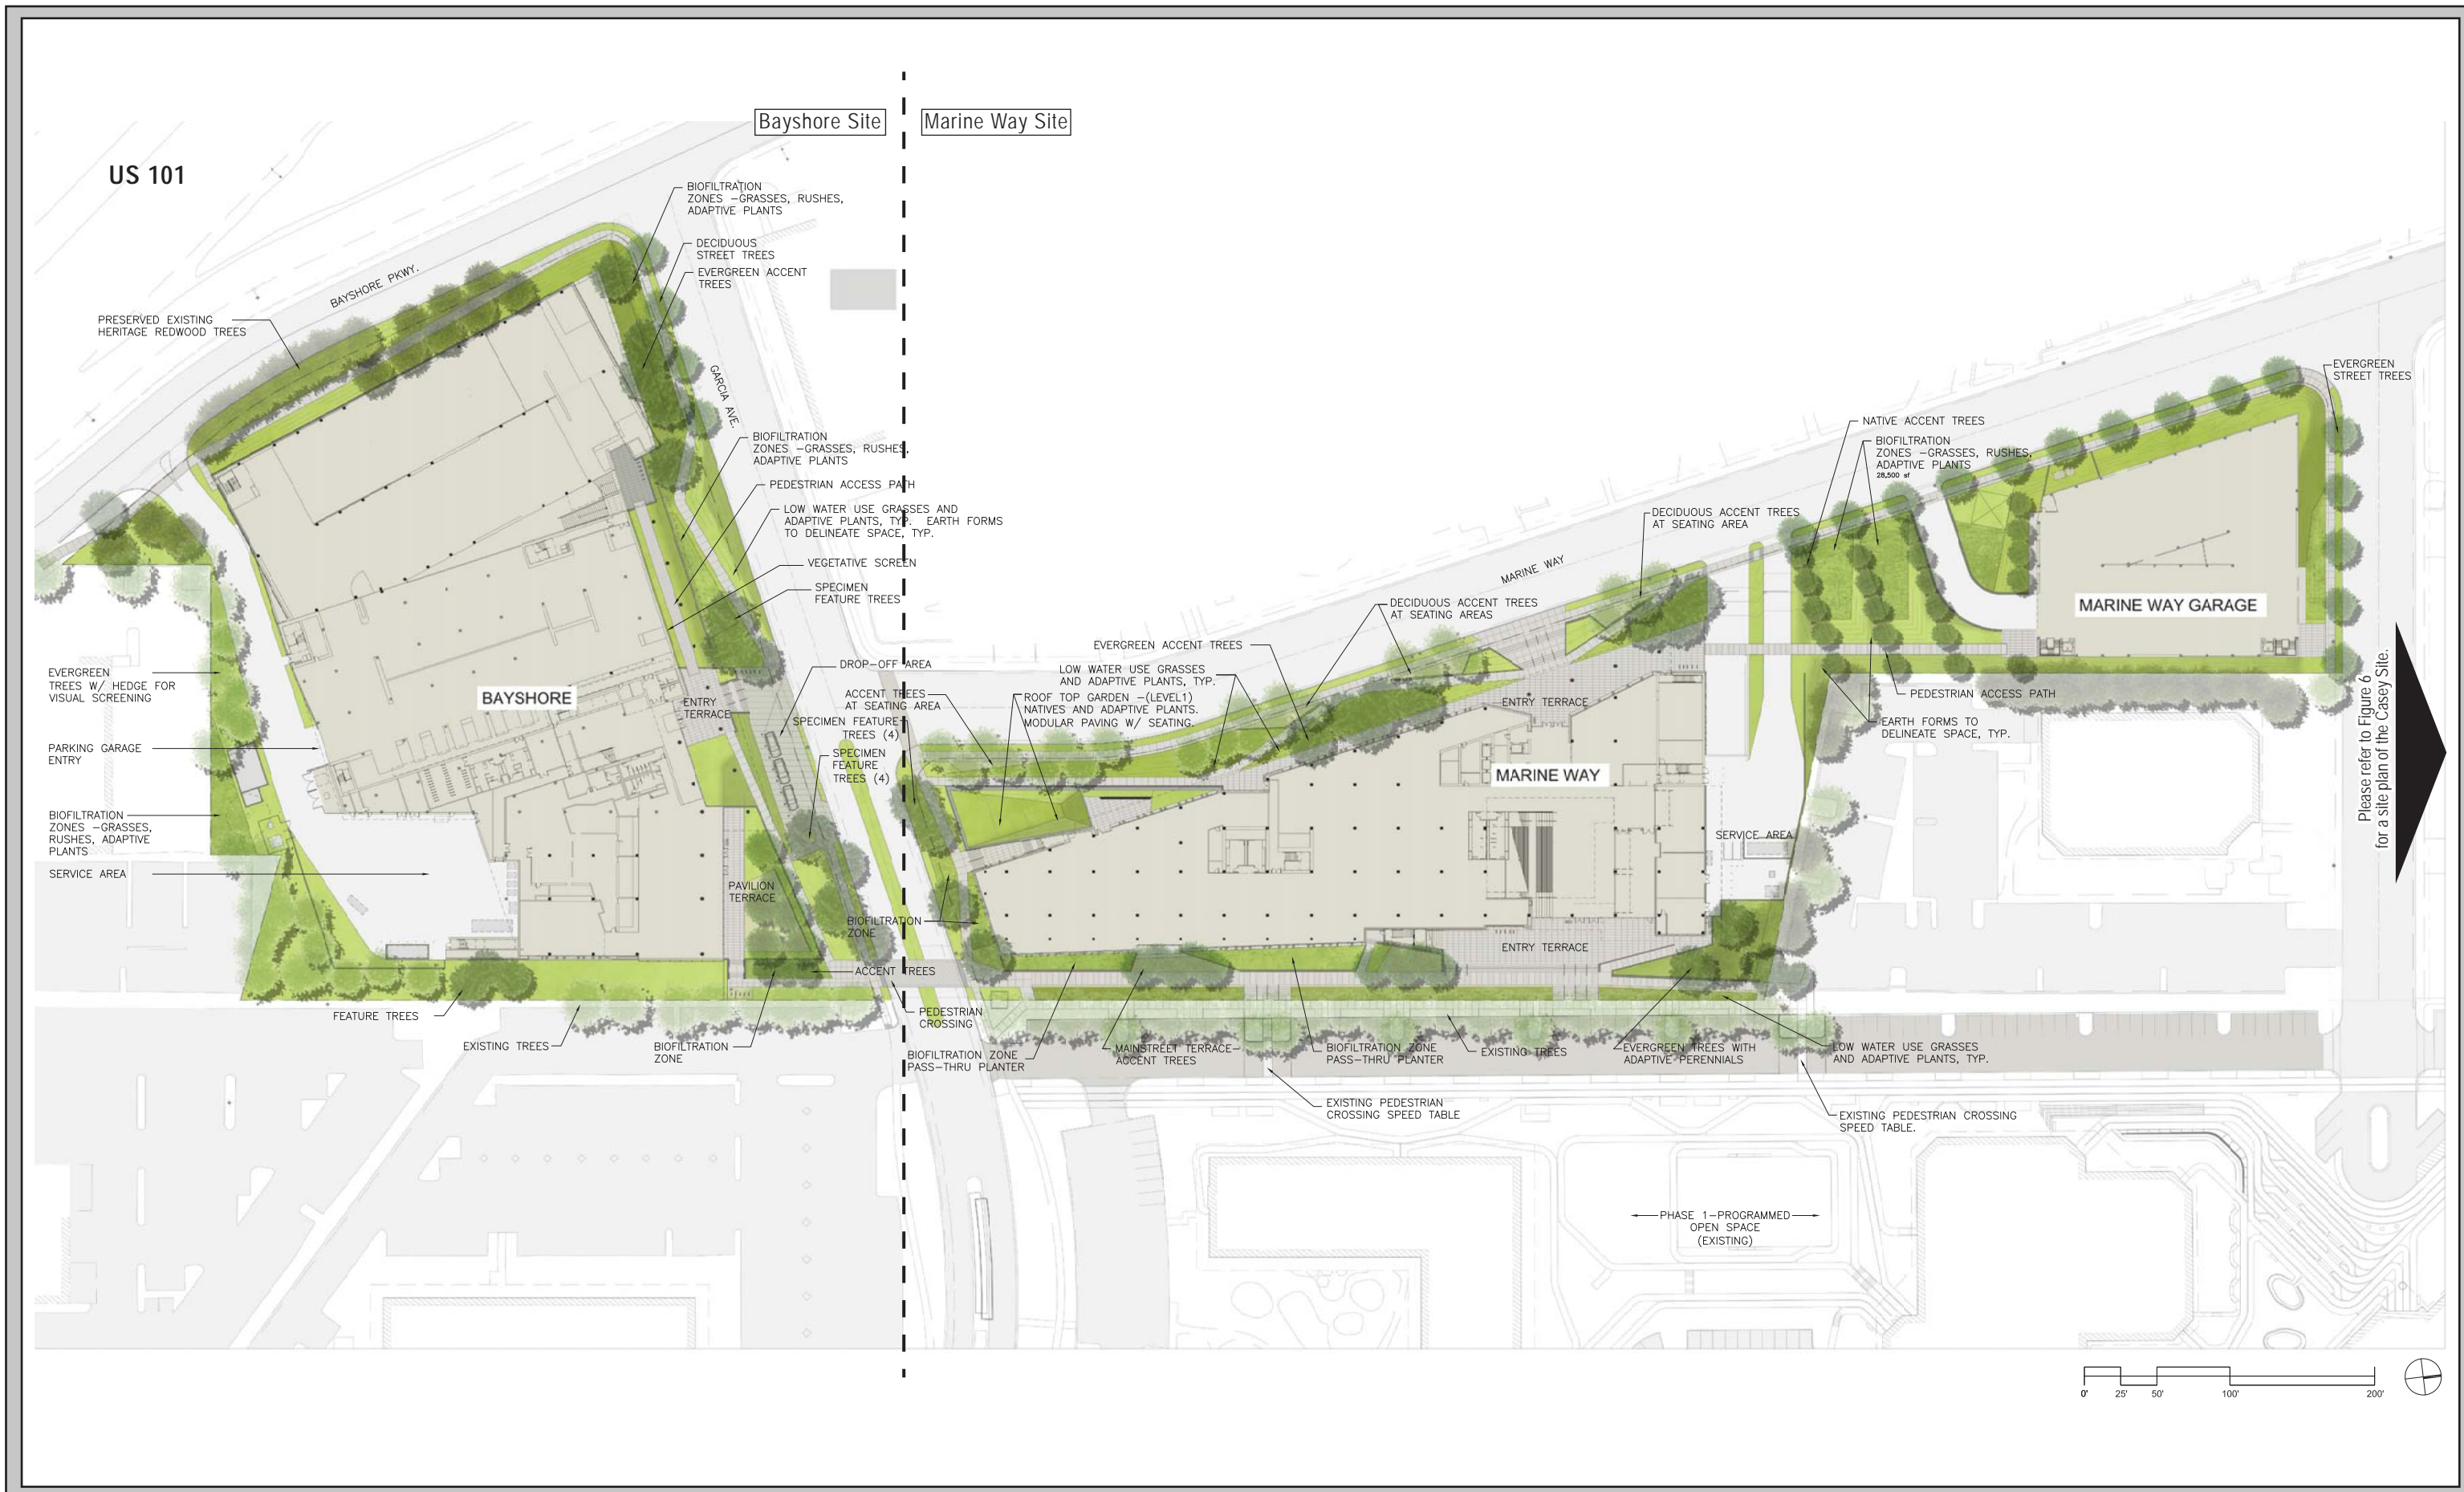 Bayshore Site
Marine Way Site
US 101
BIOFILTRATION
ZONES –GRASSES, RUSHES,
ADAPTIVE PLANTS
DECIDUOUS
STREET TREES
EVERGREEN ACCENT
TREES
BAYSHORE PKWY.
PRESERVED EXISTING
HERITAGE REDWOOD TREES
GARCIA AVE.
BIOFILTRATION
ZONES –GRASSES, RUSHES,
ADAPTIVE PLANTS
PEDESTRIAN ACCESS PATH
LOW WATER USE GRASSES AND
ADAPTIVE PLANTS, TYP. EARTH FORMS
TO DELINEATE SPACE, TYP.
VEGETATIVE SCREEN
SPECIMEN
FEATURE TREES
EVERGREEN
TREES W/ HEDGE FOR
VISUAL SCREENING
BAYSHORE
ENTRY
TERRACE
DROP–OFF AREA
ACCENT TREES
AT SEATING AREA
SPECIMEN FEATURE
TREES (4)
SPECIMEN
FEATURE
TREES (4)
PARKING GARAGE
ENTRY
BIOFILTRATION
ZONES –GRASSES,
RUSHES, ADAPTIVE
PLANTS
SERVICE AREA
PAVILION
TERRACE
BIOFILTRATION
ZONE
ACCENT TREES
FEATURE TREES
EXISTING TREES
BIOFILTRATION
ZONE
PEDESTRIAN
CROSSING
EVERGREEN
STREET TREES
NATIVE ACCENT TREES
BIOFILTRATION
ZONES –GRASSES, RUSHES,
ADAPTIVE PLANTS
28,500 sf
DECIDUOUS ACCENT TREES
AT SEATING AREA
MARINE WAY
DECIDUOUS ACCENT TREES
AT SEATING AREAS
EVERGREEN ACCENT TREES
LOW WATER USE GRASSES
AND ADAPTIVE PLANTS, TYP.
ROOF TOP GARDEN –(LEVEL1)
NATIVES AND ADAPTIVE PLANTS.
MODULAR PAVING W/ SEATING.
MARINE WAY GARAGE
ENTRY TERRACE
PEDESTRIAN ACCESS PATH
EARTH FORMS TO
DELINEATE SPACE, TYP.
MARINE WAY
SERVICE AREA
ENTRY TERRACE
BIOFILTRATION ZONE
PASS–THRU PLANTER
MAINSTREET TERRACE
ACCENT TREES
BIOFILTRATION ZONE
PASS–THRU PLANTER
EXISTING TREES
EVERGREEN TREES WITH
ADAPTIVE PERENNIALS
LOW WATER USE GRASSES
AND ADAPTIVE PLANTS, TYP.
EXISTING PEDESTRIAN
CROSSING SPEED TABLE
EXISTING PEDESTRIAN CROSSING
SPEED TABLE.
PHASE 1–PROGRAMMED
OPEN SPACE
(EXISTING)
Please refer to Figure 6
for a site plan of the Casey Site.
0' 25' 50' 100' 200'